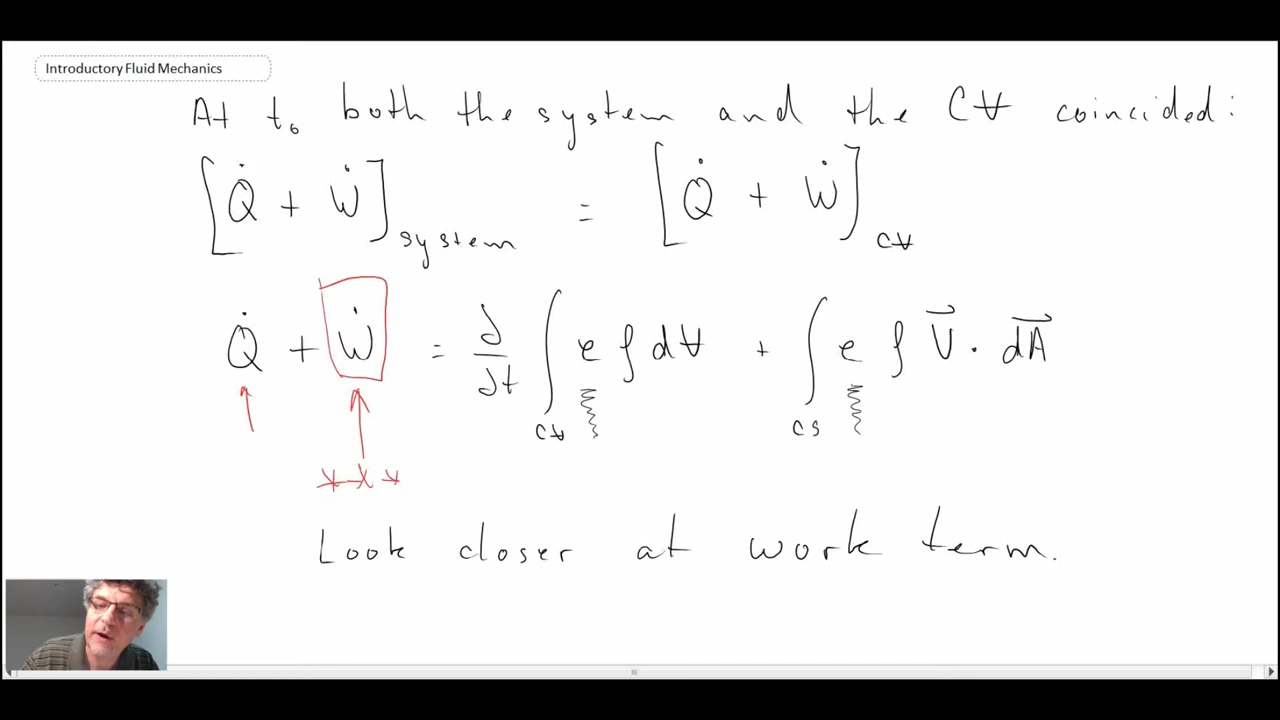 Introductory Fluid Mechanics
At t₀ both the system and the C∀ coincided:
[Q̇ + Ẇ]system = [Q̇ + Ẇ]C∀
Q̇ + Ẇ = ∂/∂t ∫C∀ e ρ d∀ + ∫CS e ρ V⃗ · dA⃗
***
Look closer at work term.